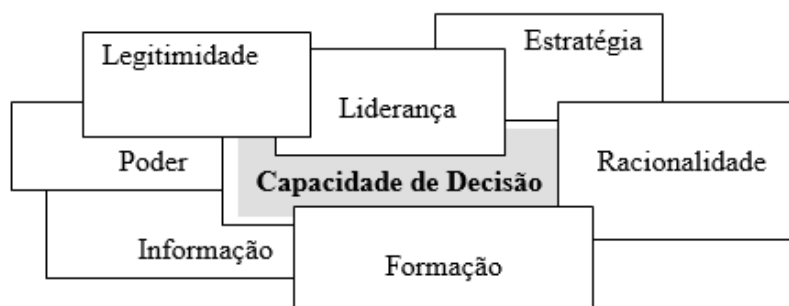 Estratégia
Legitimidade
Liderança
Poder
Racionalidade
Capacidade de Decisão
Informação
Formação